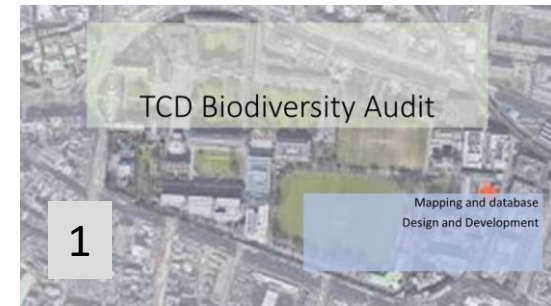 TCD Biodiversity Audit
Mapping and database
Design and Development
1